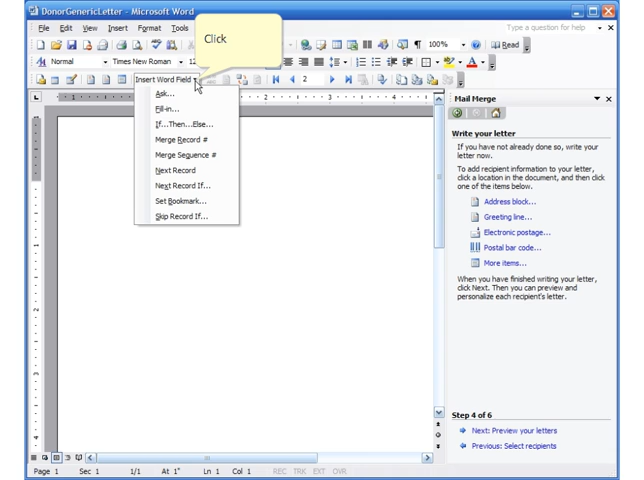 DonorGenericLetter - Microsoft Word
File Edit View Insert Format Tools
Type a question for help
Click
100%
Read
Normal
Times New Roman
12
Insert Word Field
2
Ask...
Fill-in...
If...Then...Else...
Merge Record #
Merge Sequence #
Next Record
Next Record If...
Set Bookmark...
Skip Record If...
Mail Merge
Write your letter
If you have not already done so, write your
letter now.
To add recipient information to your letter,
click a location in the document, and then click
one of the items below.
Address block...
Greeting line...
Electronic postage...
Postal bar code...
More items...
When you have finished writing your letter,
click Next. Then you can preview and
personalize each recipient's letter.
Step 4 of 6
Next: Preview your letters
Previous: Select recipients
Page 1 Sec 1 1/1 At 1" Ln 1 Col 1 REC TRK EXT OVR